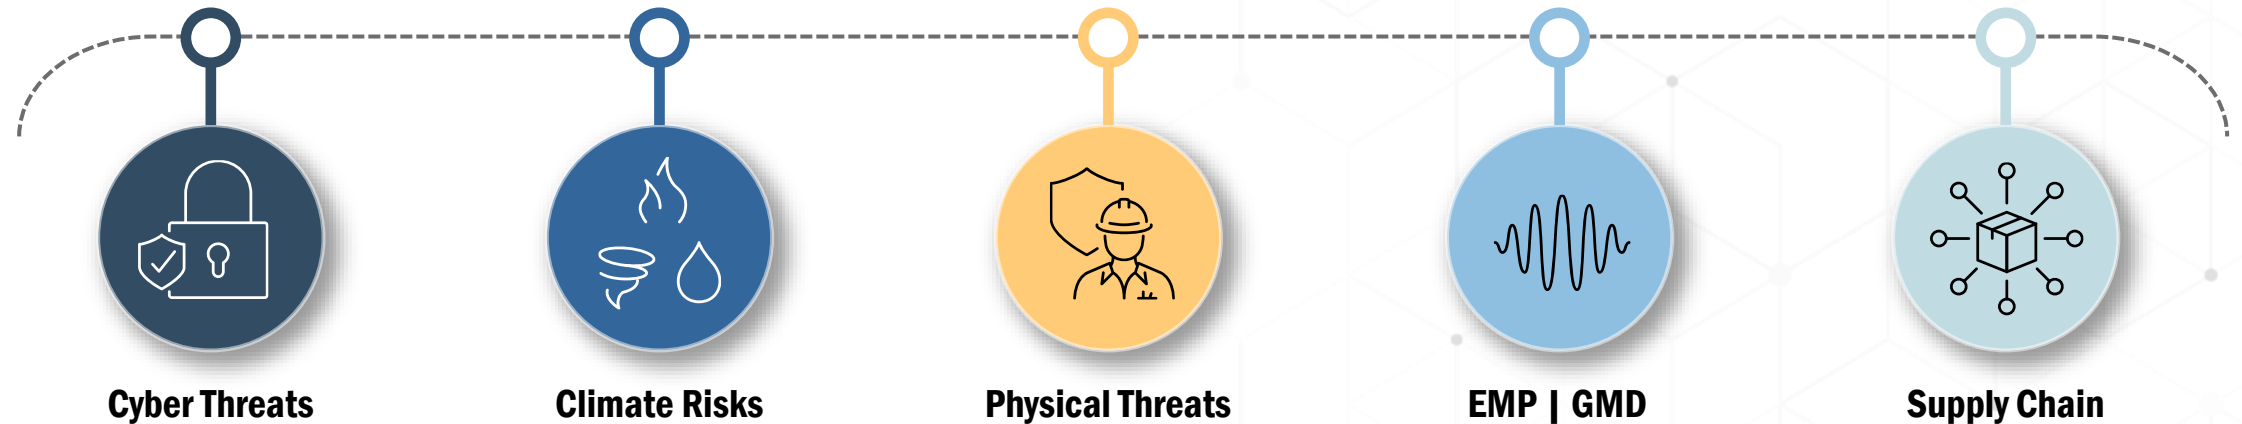 Cyber Threats
Climate Risks
Physical Threats
EMP | GMD
Supply Chain